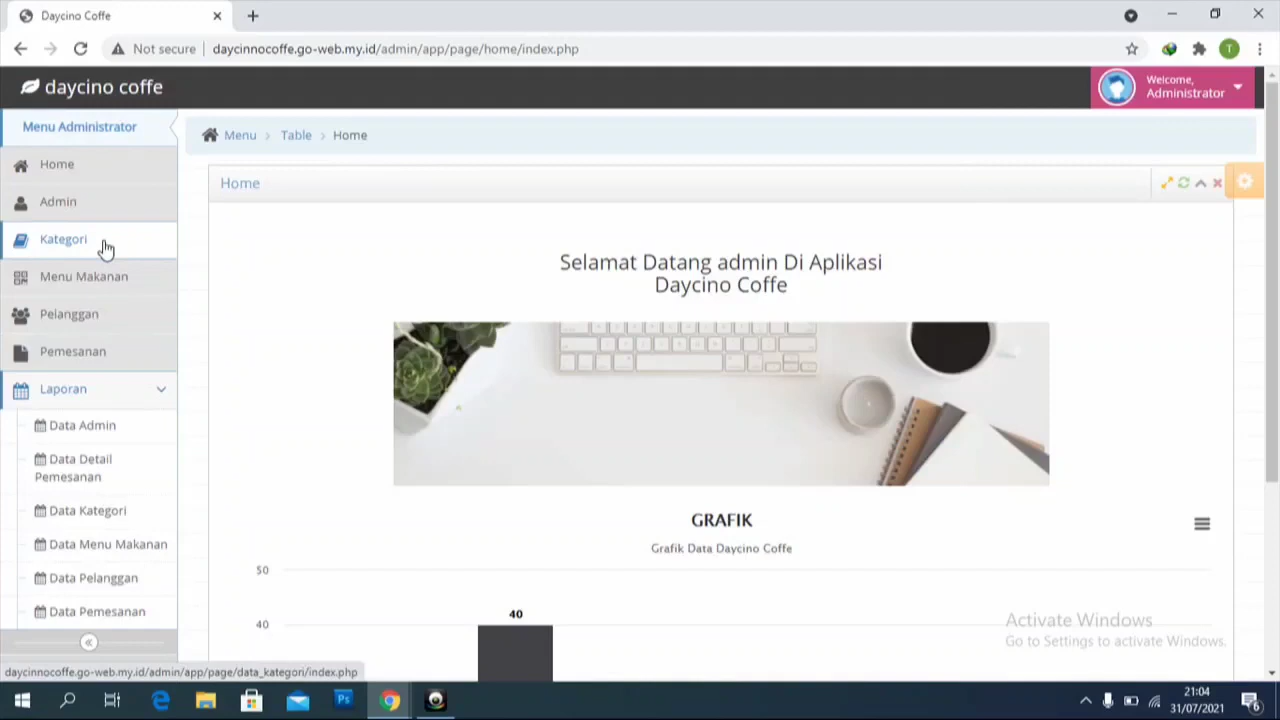 Daycino Coffe
Not secure
daycinnocoffe.go-web.my.id/admin/app/page/home/index.php
T
daycino coffe
Welcome,
Administrator
Menu Administrator
Menu
Table
Home
Home
Admin
Kategori
Menu Makanan
Pelanggan
Pemesanan
Laporan
Data Admin
Data Detail
Pemesanan
Data Kategori
Data Menu Makanan
Data Pelanggan
Data Pemesanan
Home
Selamat Datang admin Di Aplikasi
Daycino Coffe
GRAFIK
Grafik Data Daycino Coffe
50
40
40
Activate Windows
Go to Settings to activate Windows.
daycinnocoffe.go-web.my.id/admin/app/page/data_kategori/index.php
Ps
21:04
31/07/2021
6